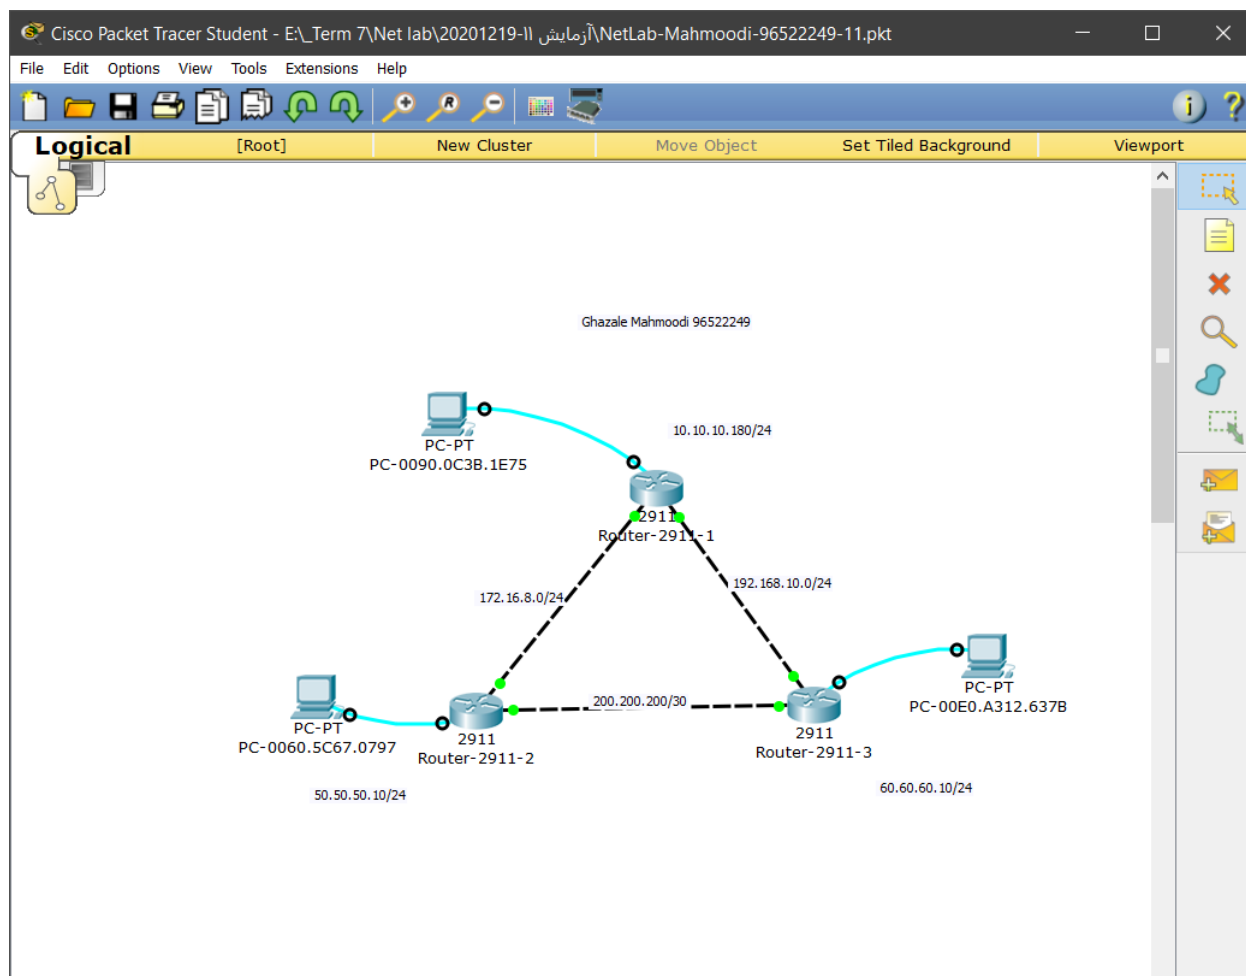 Cisco Packet Tracer Student - E:\_Term 7\Net lab\20201219-۱۱ آزمایش\NetLab-Mahmoodi-96522249-11.pkt
File Edit Options View Tools Extensions Help
Logical [Root] New Cluster Move Object Set Tiled Background Viewport
Ghazale Mahmoodi 96522249
10.10.10.180/24
PC-PT
PC-0090.0C3B.1E75
2911
Router-2911-1
192.168.10.0/24
172.16.8.0/24
PC-PT
PC-00E0.A312.637B
200.200.200/30
PC-PT
PC-0060.5C67.0797
2911
Router-2911-2
2911
Router-2911-3
60.60.60.10/24
50.50.50.10/24